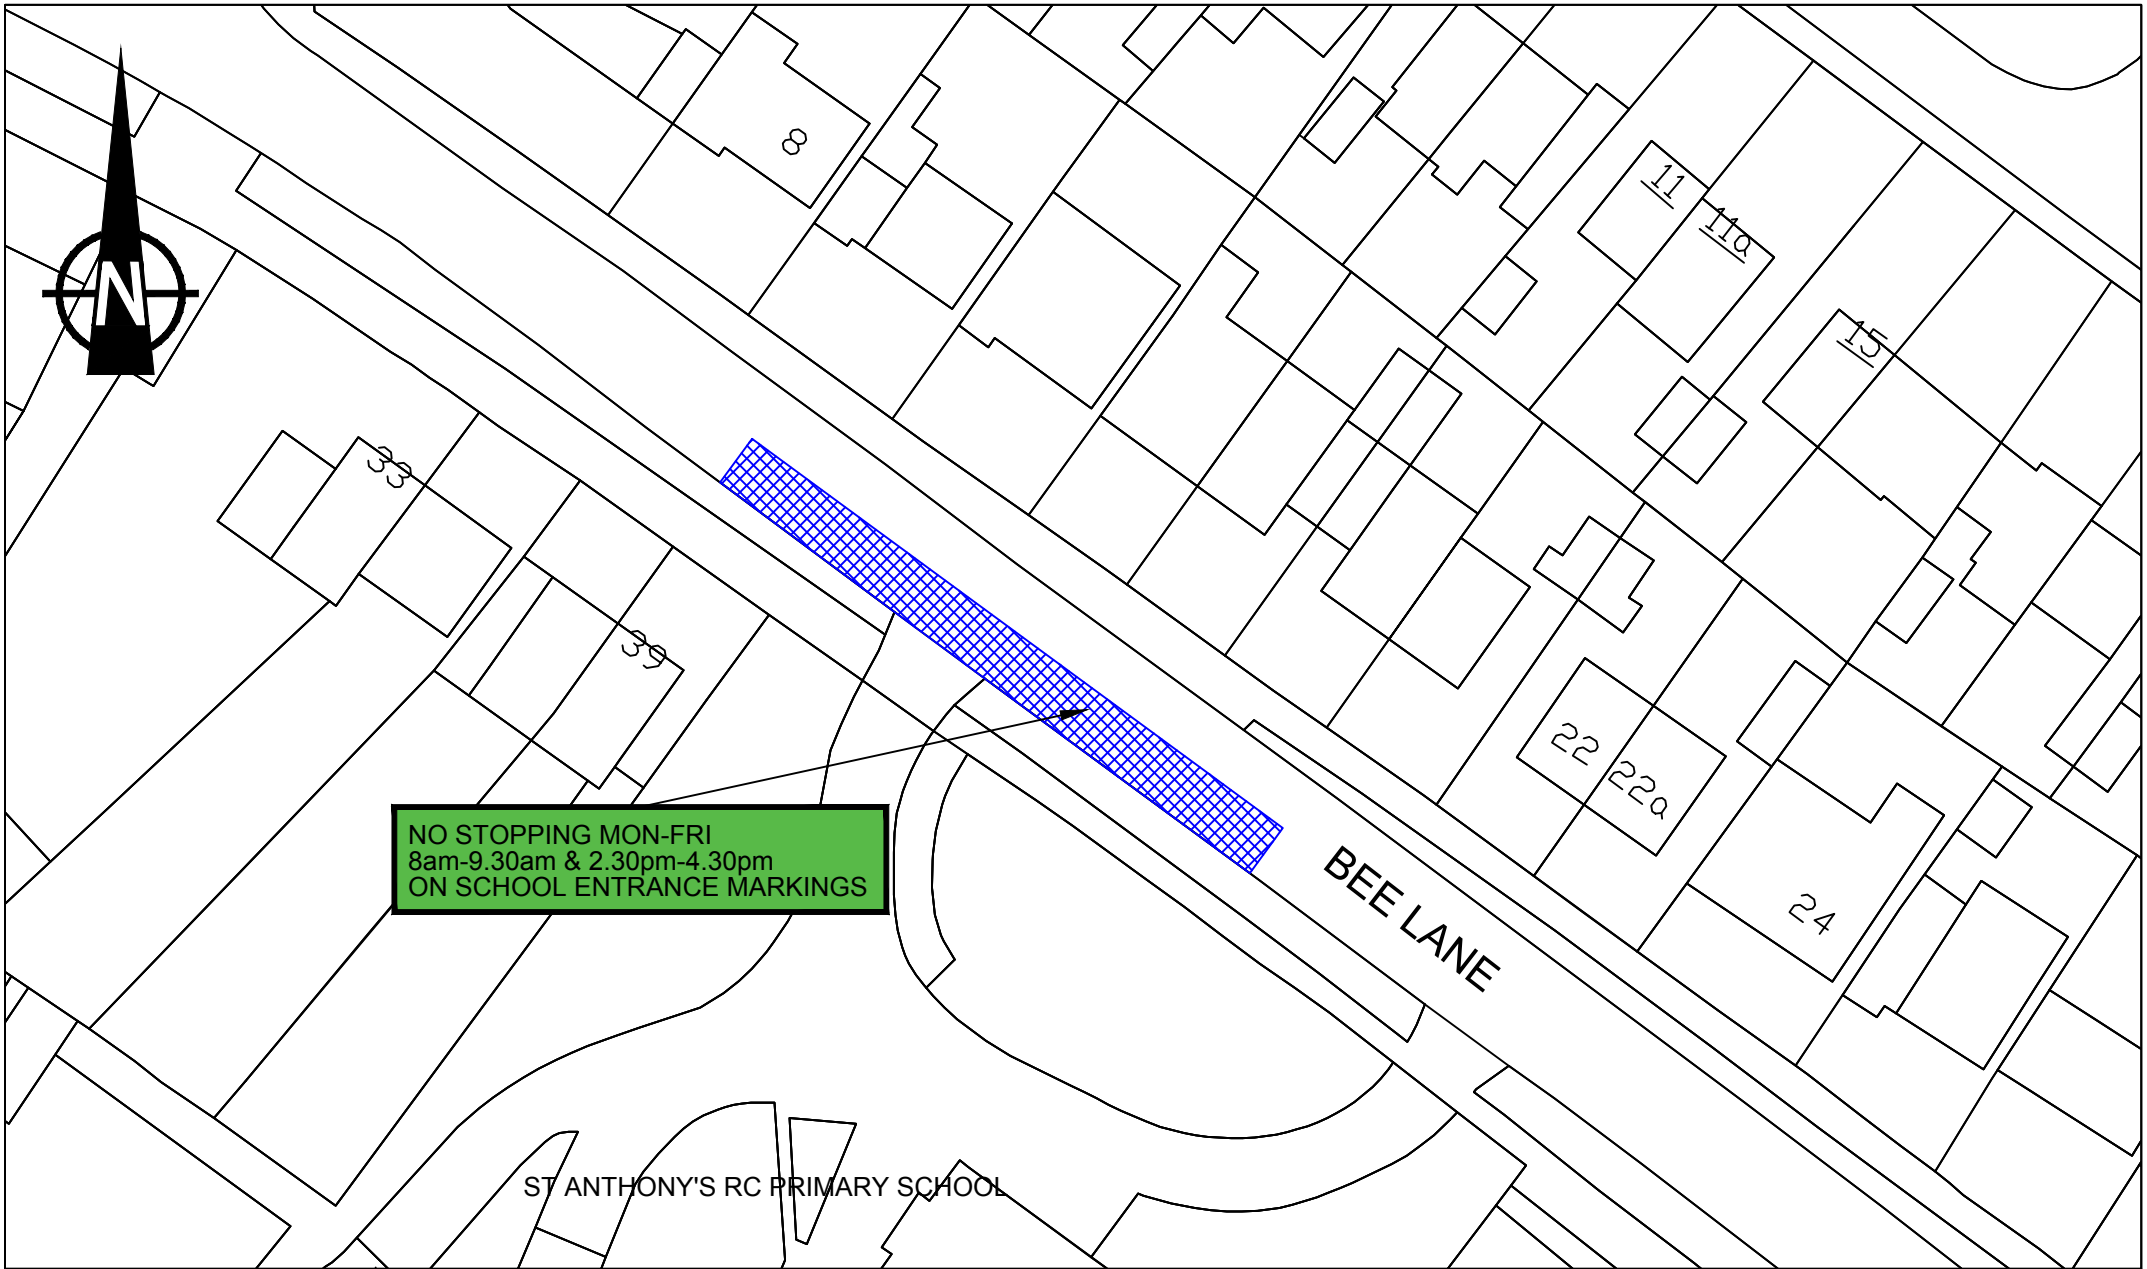 8
11
11a
N
15
33
39
22
22a
NO STOPPING MON-FRI
8am-9.30am & 2.30pm-4.30pm
ON SCHOOL ENTRANCE MARKINGS
BEE LANE
24
ST ANTHONY'S RC PRIMARY SCHOOL